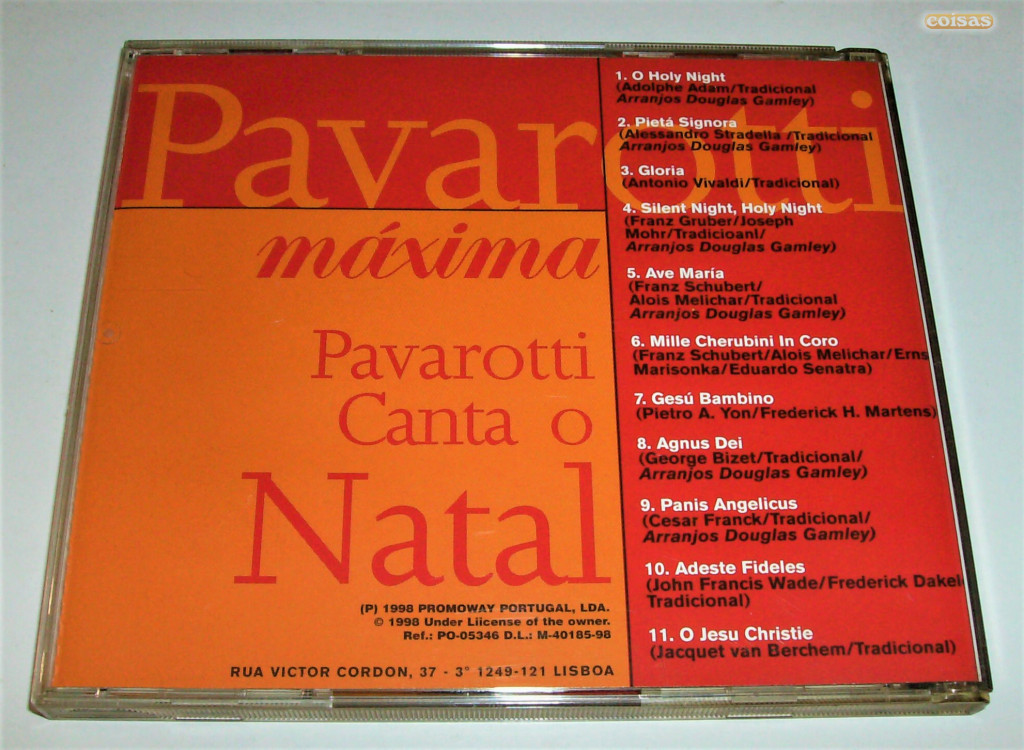 coisas
Pavarotti
máxima
Pavarotti
Canta o
Natal
(P) 1998 PROMOWAY PORTUGAL, LDA.
© 1998 Under Liicense of the owner.
Ref.: PO-05346 D.L.: M-40185-98
RUA VICTOR CORDON, 37 - 3º 1249-121 LISBOA
1. O Holy Night
(Adolphe Adam/Tradicional
Arranjos Douglas Gamley)
2. Pietá Signora
(Alessandro Stradella /Tradicional
Arranjos Douglas Gamley)
3. Gloria
(Antonio Vivaldi/Tradicional)
4. Silent Night, Holy Night
(Franz Gruber/Joseph
Mohr/Tradicioanl/
Arranjos Douglas Gamley)
5. Ave María
(Franz Schubert/
Alois Melichar/Tradicional
Arranjos Douglas Gamley)
6. Mille Cherubini In Coro
(Franz Schubert/Alois Melichar/Erns
Marisonka/Eduardo Senatra)
7. Gesú Bambino
(Pietro A. Yon/Frederick H. Martens)
8. Agnus Dei
(George Bizet/Tradicional/
Arranjos Douglas Gamley)
9. Panis Angelicus
(Cesar Franck/Tradicional/
Arranjos Douglas Gamley)
10. Adeste Fideles
(John Francis Wade/Frederick Dakel
Tradicional)
11. O Jesu Christie
(Jacquet van Berchem/Tradicional)